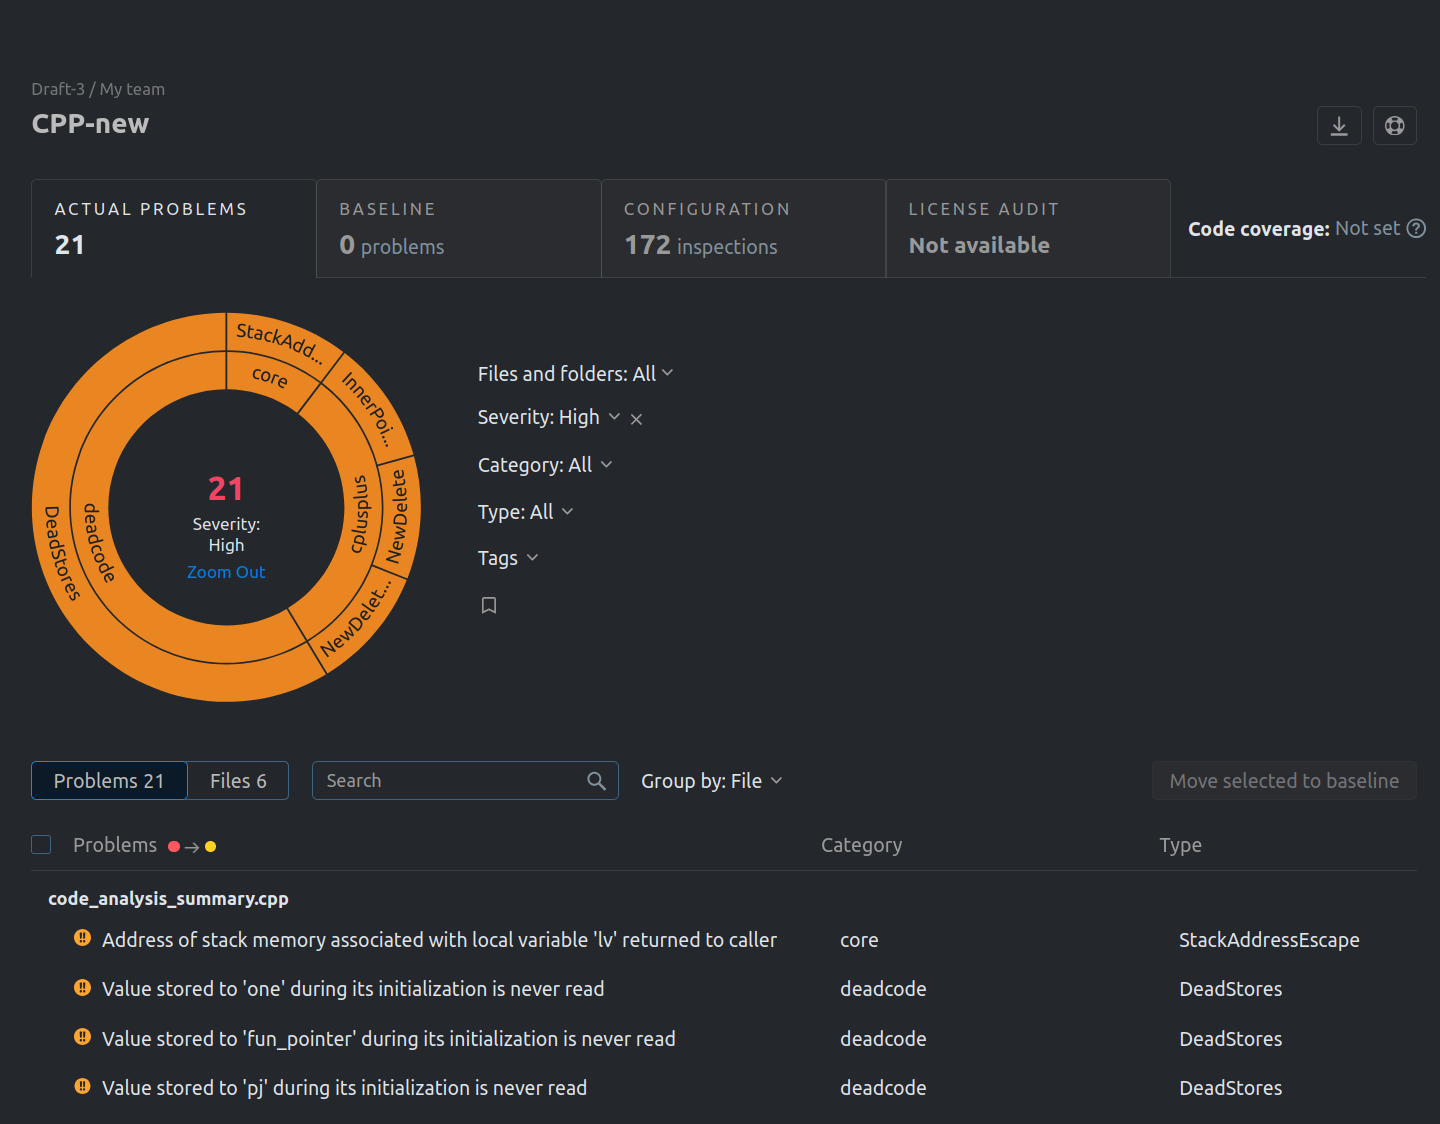 Draft-3 / My team
CPP-new
ACTUAL PROBLEMS
21
BASELINE
0 problems
CONFIGURATION
172 inspections
LICENSE AUDIT
Not available
Code coverage: Not set
StackAdd...
core
InnerPoi...
cplusplus
NewDelete
NewDelet...
deadcode
DeadStores
21
Severity:
High
Zoom Out
Files and folders: All
Severity: High
Category: All
Type: All
Tags
Problems 21
Files 6
Search
Group by: File
Move selected to baseline
Problems
Category
Type
code_analysis_summary.cpp
Address of stack memory associated with local variable 'lv' returned to caller core StackAddressEscape
Value stored to 'one' during its initialization is never read deadcode DeadStores
Value stored to 'fun_pointer' during its initialization is never read deadcode DeadStores
Value stored to 'pj' during its initialization is never read deadcode DeadStores